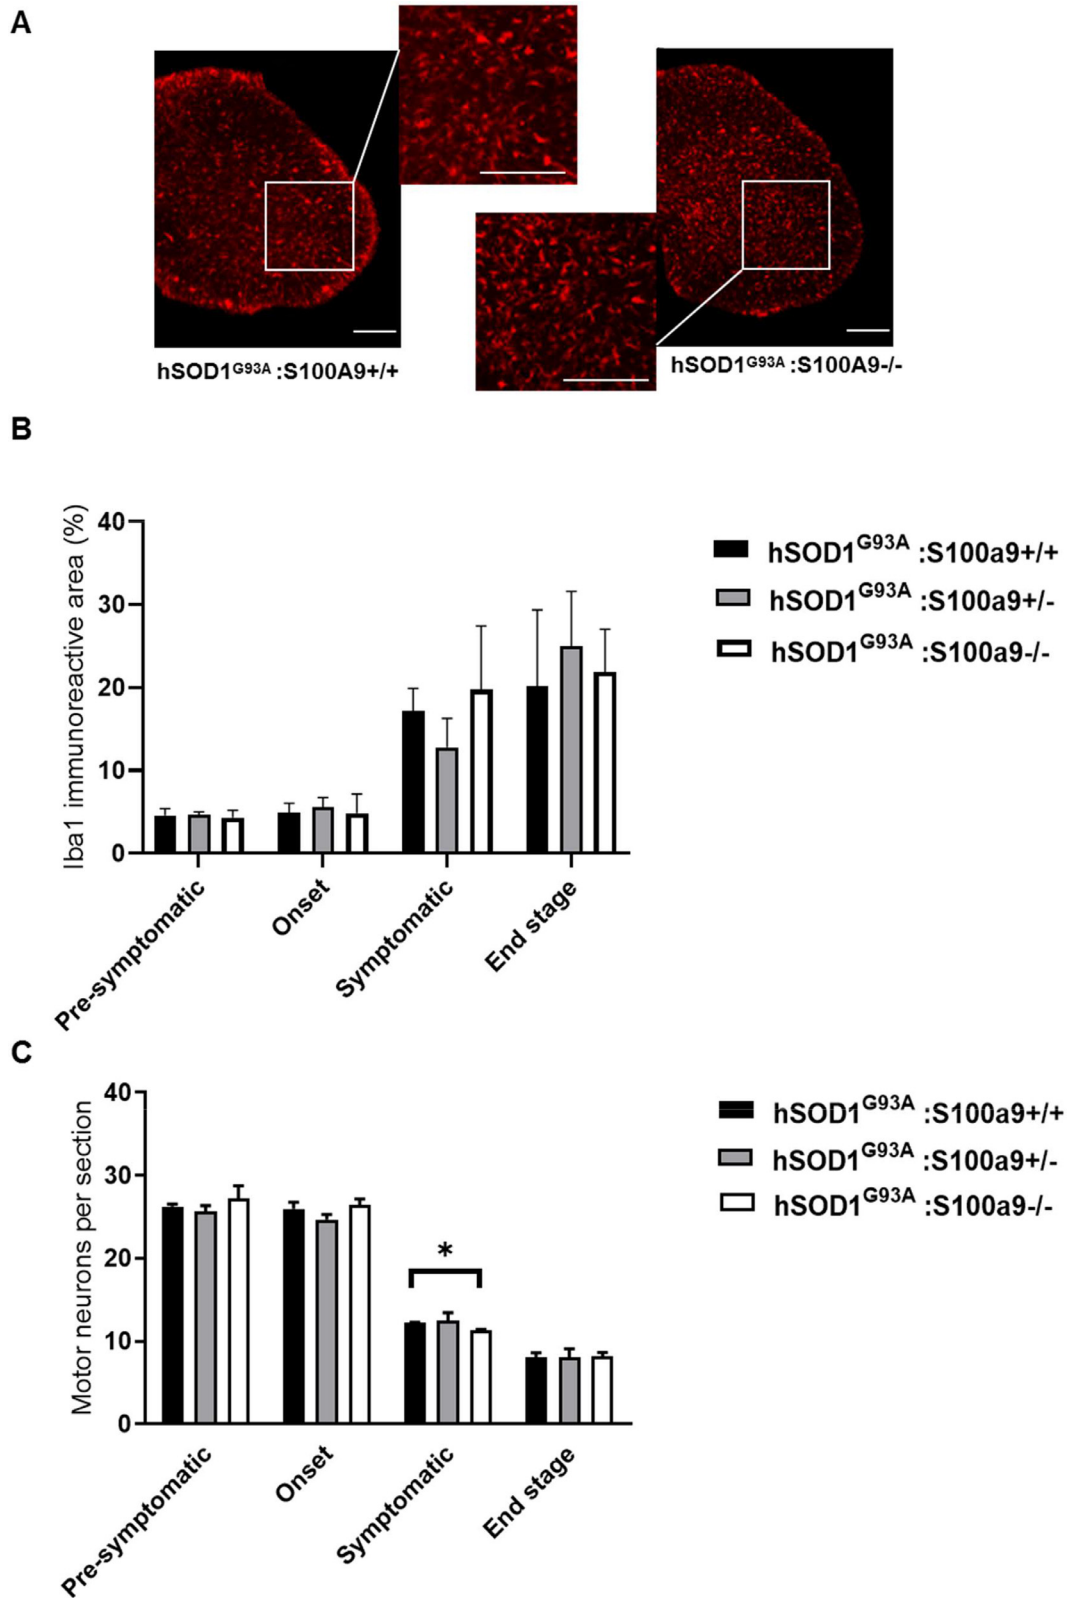 A
hSOD1G93A :S100A9+/+
hSOD1G93A :S100A9-/-
B
Iba1 immunoreactive area (%)
40
30
20
10
0
Pre-symptomatic
Onset
Symptomatic
End stage
hSOD1G93A :S100a9+/+
hSOD1G93A :S100a9+/-
hSOD1G93A :S100a9-/-
C
Motor neurons per section
40
30
20
10
0
*
Pre-symptomatic
Onset
Symptomatic
End stage
hSOD1G93A :S100a9+/+
hSOD1G93A :S100a9+/-
hSOD1G93A :S100a9-/-